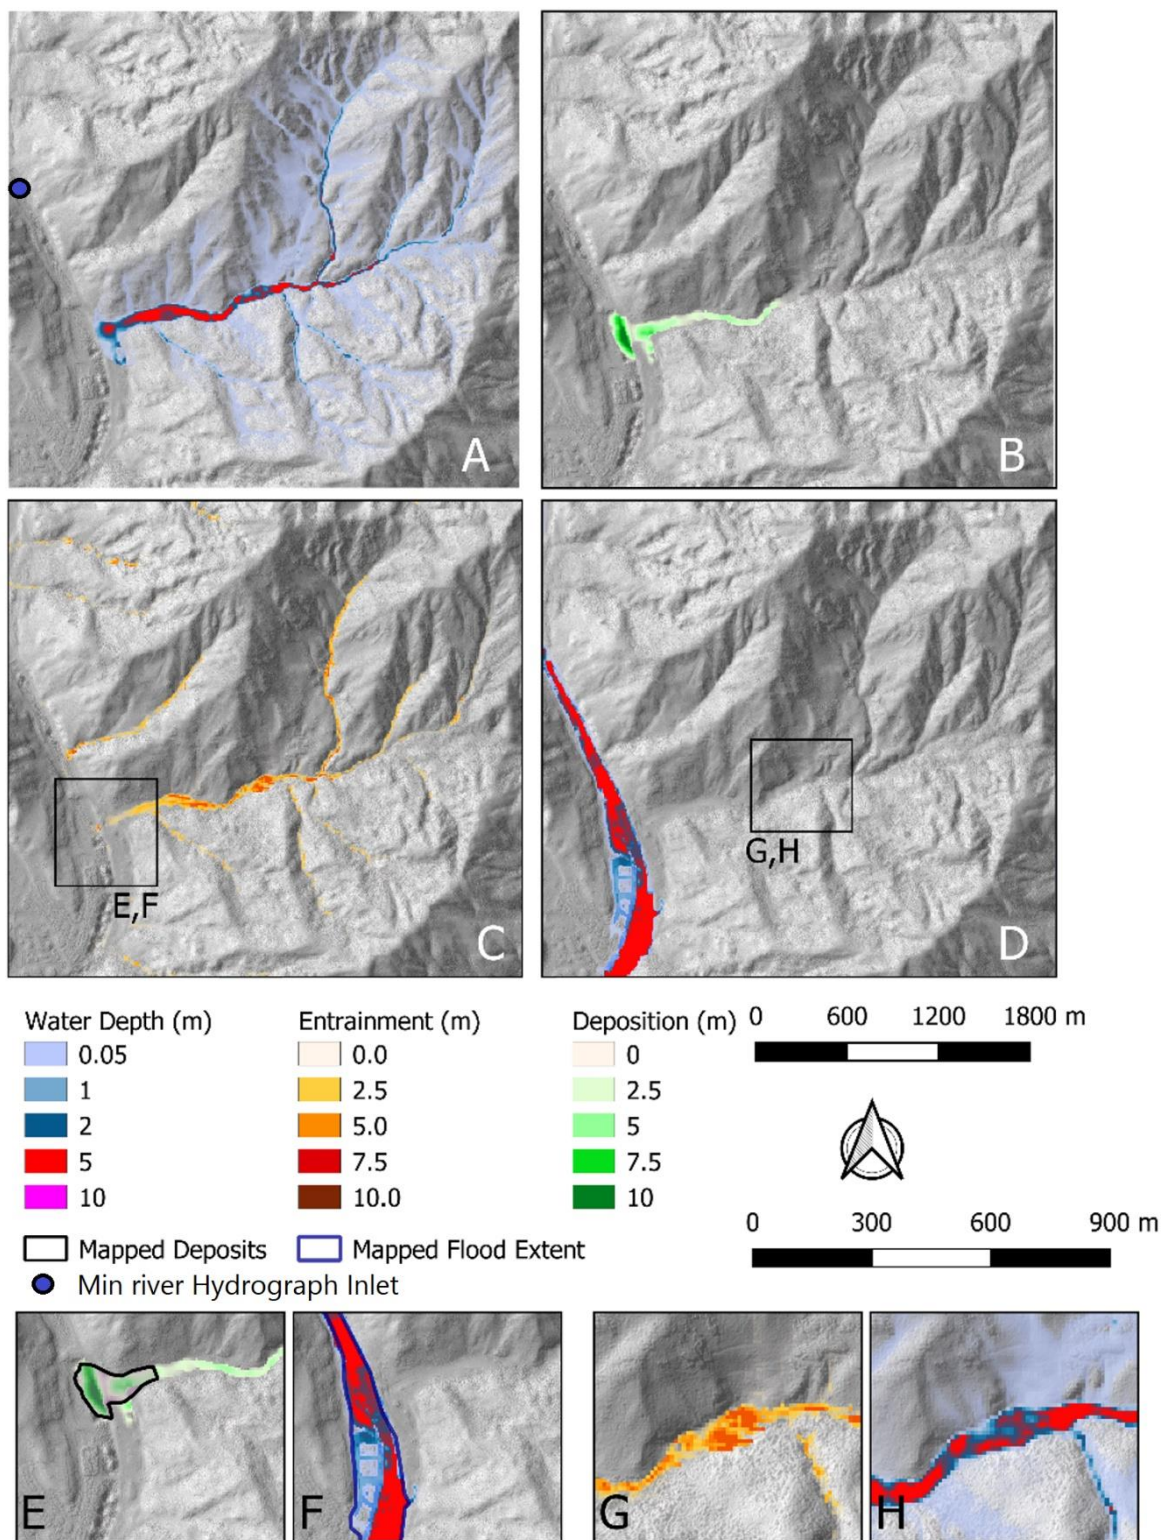 A
B
C
E,F
D
G,H
Water Depth (m)
0.05
1
2
5
10
Entrainment (m)
0.0
2.5
5.0
7.5
10.0
Deposition (m)
0
2.5
5
7.5
10
0 600 1200 1800 m
0 300 600 900 m
Mapped Deposits
Mapped Flood Extent
Min river Hydrograph Inlet
E
F
G
H